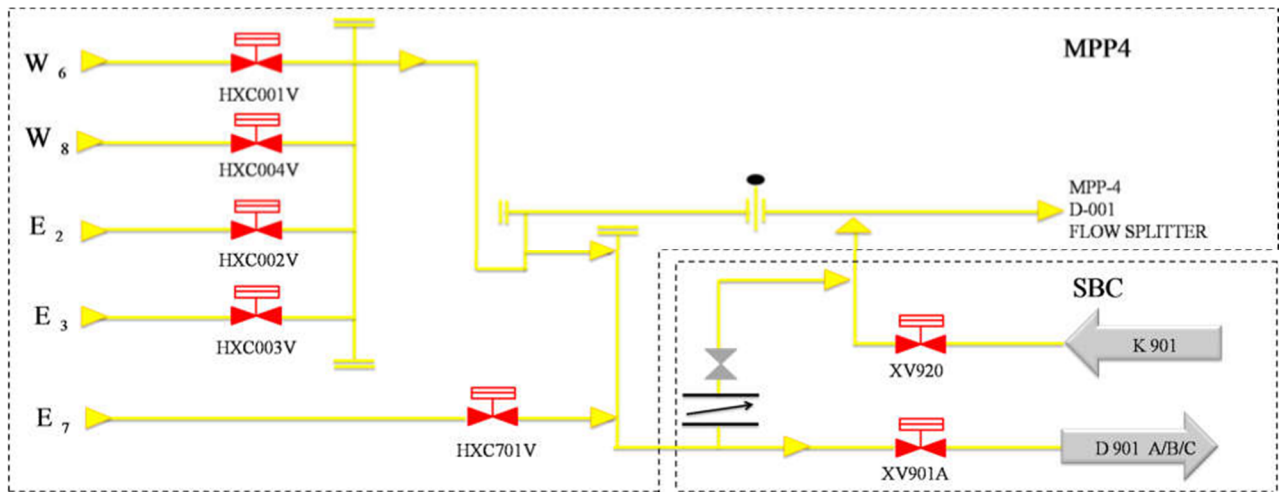 MPP4
W 6
HXC001V
W 8
HXC004V
E 2
HXC002V
MPP-4
D-001
FLOW SPLITTER
E 3
HXC003V
SBC
K 901
XV920
E 7
HXC701V
D 901 A/B/C
XV901A